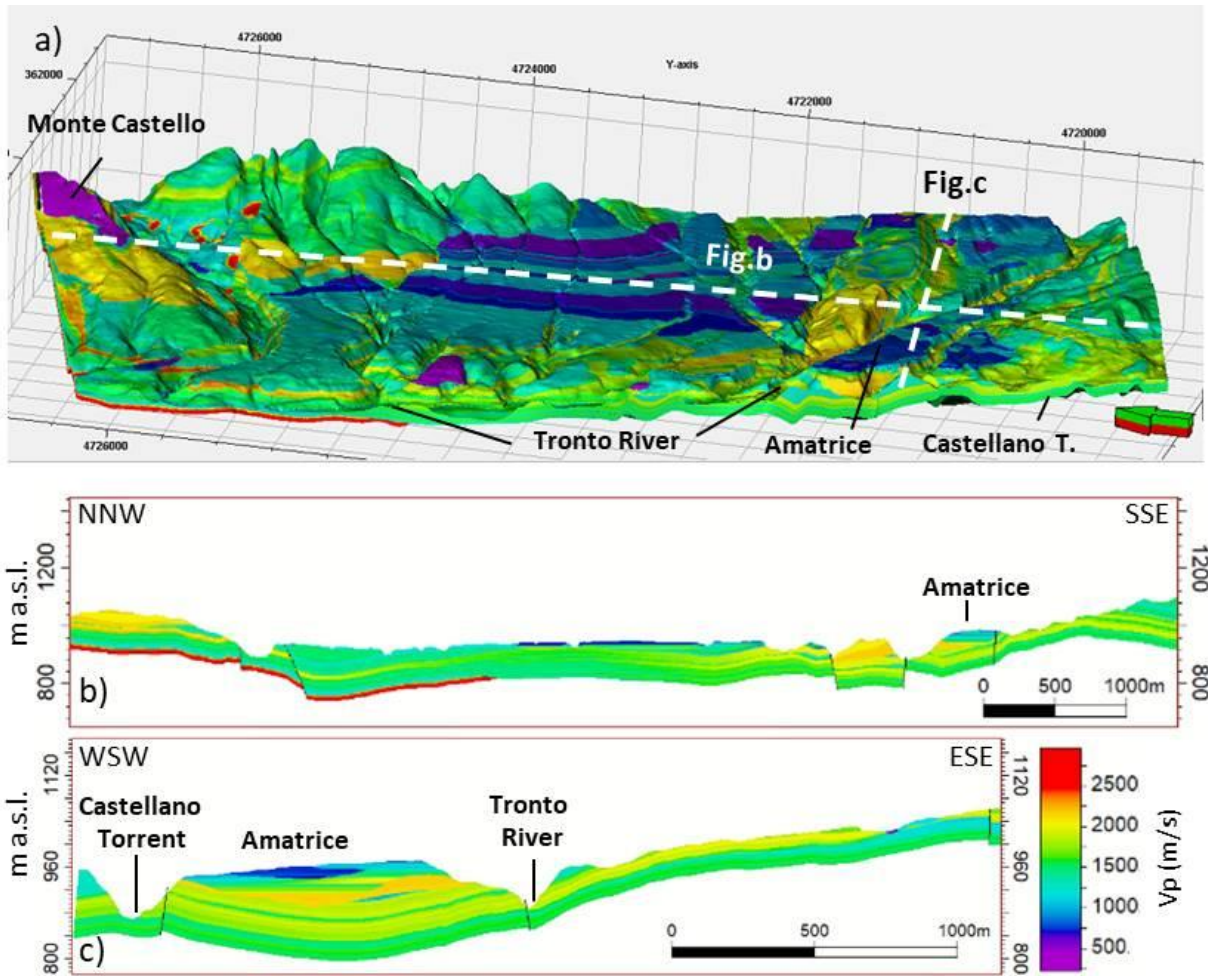 a)
4726000
4724000
Y-axis
4722000
4720000
362000
Monte Castello
Fig.c
Fig.b
Tronto River
Amatrice
Castellano T.
4726000
NNW
SSE
m a.s.l.
1200
800
1200
800
Amatrice
b)
0 500 1000m
WSW
ESE
m a.s.l.
1120
960
800
1120
960
800
Castellano
Torrent
Amatrice
Tronto
River
c)
0 500 1000m
2500
2000
1500
1000
500.
Vp (m/s)